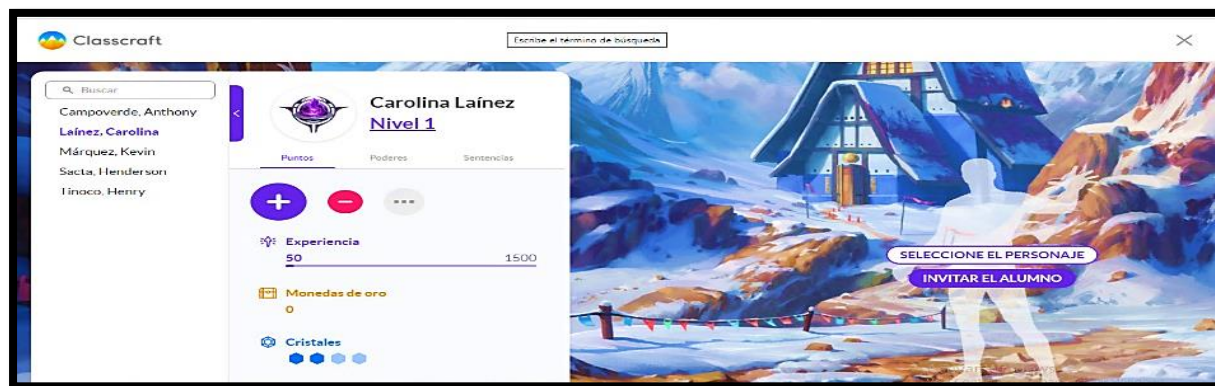 Classcraft
Escribe el término de búsqueda
Buscar
Campoverde, Anthony
Laínez, Carolina
Márquez, Kevin
Sacta, Henderson
Tinoco, Henry
Carolina Laínez
Nivel 1
Puntos Poderes Sentencias
Experiencia
50 1500
Monedas de oro
0
Cristales
SELECCIONE EL PERSONAJE
INVITAR EL ALUMNO